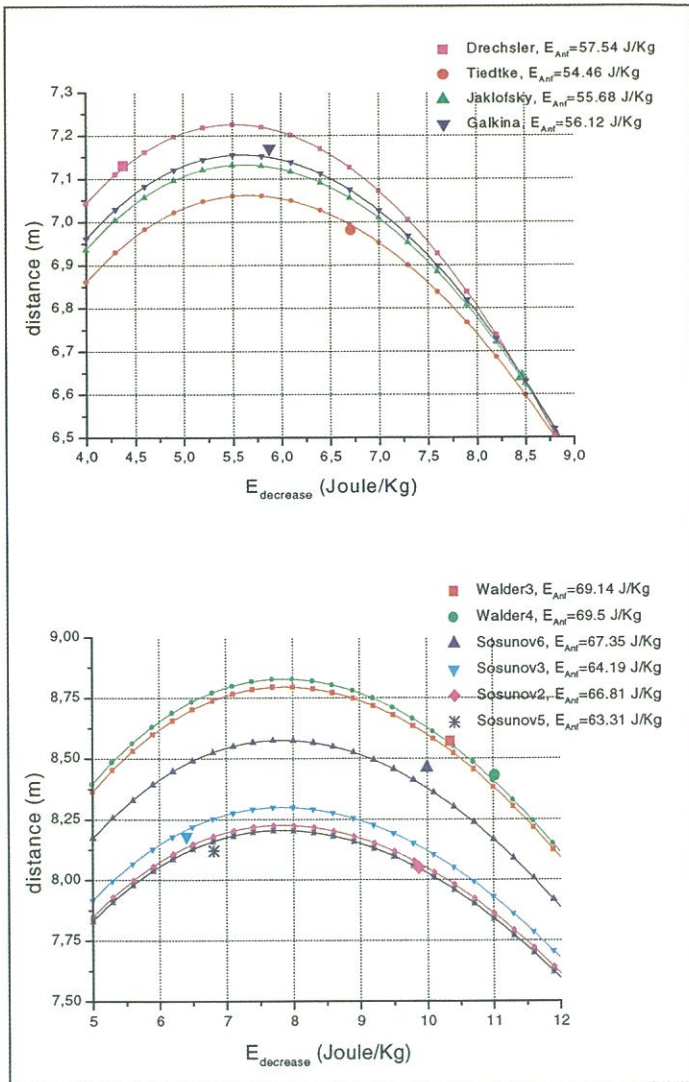 Drechsler, E_Anf=57.54 J/Kg
Tiedtke, E_Anf=54.46 J/Kg
Jaklofsky, E_Anf=55.68 J/Kg
Galkina, E_Anf=56.12 J/Kg
7,3
7,2
7,1
7,0
6,9
6,8
6,7
6,6
6,5
distance (m)
4,0 4,5 5,0 5,5 6,0 6,5 7,0 7,5 8,0 8,5 9,0
E_decrease (Joule/Kg)
Walder3, E_Anf=69.14 J/Kg
Walder4, E_Anf=69.5 J/Kg
Sosunov6, E_Anf=67.35 J/Kg
Sosunov3, E_Anf=64.19 J/Kg
Sosunov2, E_Anf=66.81 J/Kg
Sosunov5, E_Anf=63.31 J/Kg
9,00
8,75
8,50
8,25
8,00
7,75
7,50
distance (m)
5 6 7 8 9 10 11 12
E_decrease (Joule/Kg)